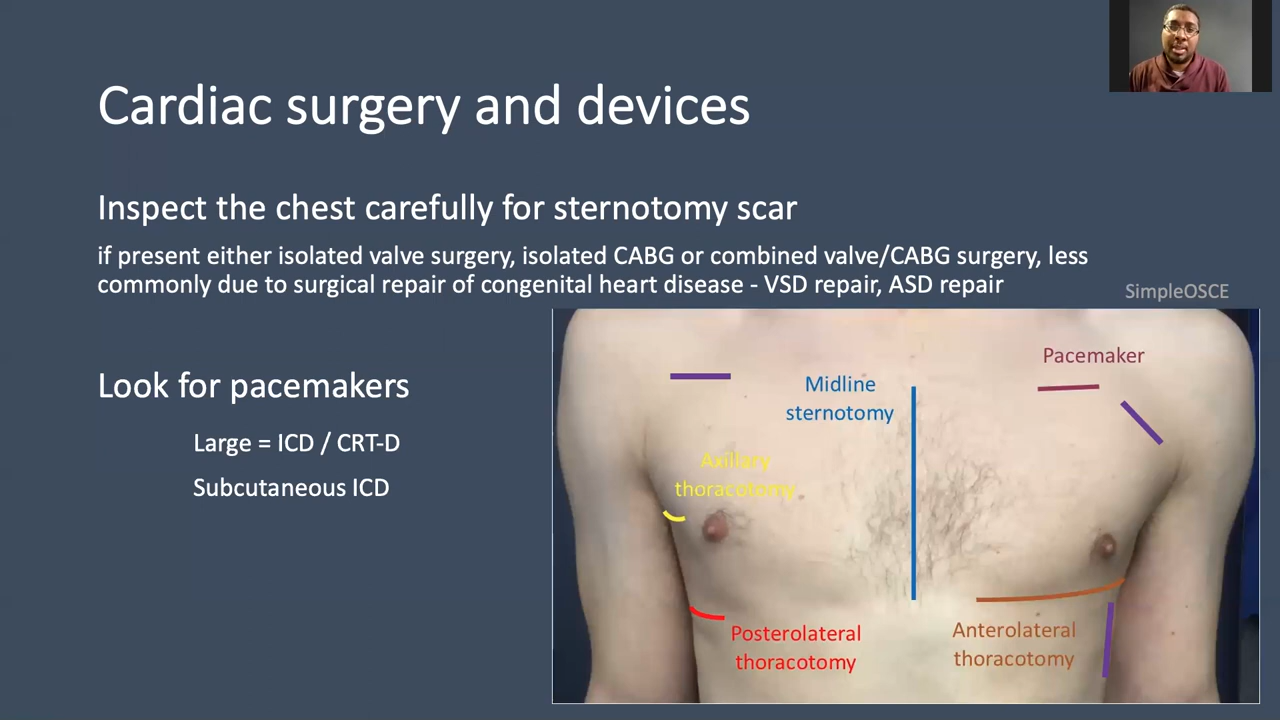 Cardiac surgery and devices
Inspect the chest carefully for sternotomy scar
if present either isolated valve surgery, isolated CABG or combined valve/CABG surgery, less
commonly due to surgical repair of congenital heart disease - VSD repair, ASD repair
SimpleOSCE
Look for pacemakers
Large = ICD / CRT-D
Subcutaneous ICD
Pacemaker
Midline
sternotomy
Axillary
thoracotomy
Posterolateral
thoracotomy
Anterolateral
thoracotomy